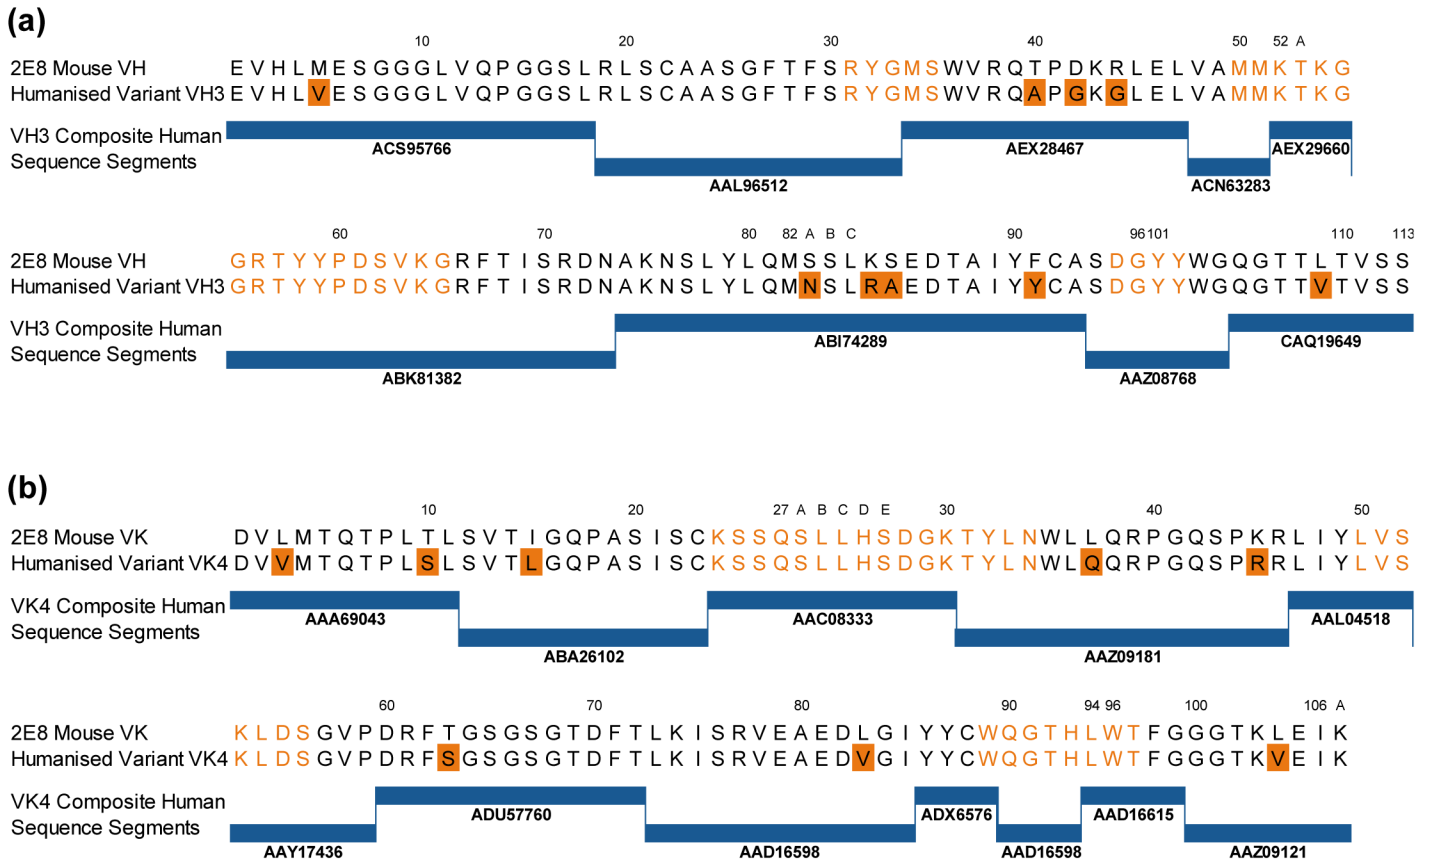 (a)
10 20 30 40 50 52 A
2E8 Mouse VH E V H L M E S G G G L V Q P G G S L R L S C A A S G F T F S R Y G M S W V R Q T P D K R L E L V A M M K T K G
Humanised Variant VH3 E V H L V E S G G G L V Q P G G S L R L S C A A S G F T F S R Y G M S W V R Q A P G K G L E L V A M M K T K G
VH3 Composite Human
Sequence Segments
ACS95766 AEX28467 AEX29660
AAL96512 ACN63283
60 70 80 82 A B C 90 96 101 110 113
2E8 Mouse VH G R T Y Y P D S V K G R F T I S R D N A K N S L Y L Q M S S L K S E D T A I Y F C A S D G Y Y W G Q G T T L T V S S
Humanised Variant VH3 G R T Y Y P D S V K G R F T I S R D N A K N S L Y L Q M N S L R A E D T A I Y Y C A S D G Y Y W G Q G T T V T V S S
VH3 Composite Human
Sequence Segments
ABI74289 CAQ19649
ABK81382 AAZ08768
(b)
10 20 27 A B C D E 30 40 50
2E8 Mouse VK D V L M T Q T P L T L S V T I G Q P A S I S C K S S Q S L L H S D G K T Y L N W L L Q R P G Q S P K R L I Y L V S
Humanised Variant VK4 D V V M T Q T P L S L S V T L G Q P A S I S C K S S Q S L L H S D G K T Y L N W L Q Q R P G Q S P R R L I Y L V S
VK4 Composite Human
Sequence Segments
AAA69043 AAC08333 AAL04518
ABA26102 AAZ09181
60 70 80 90 94 96 100 106 A
2E8 Mouse VK K L D S G V P D R F T G S G S G T D F T L K I S R V E A E D L G I Y Y C W Q G T H L W T F G G G T K L E I K
Humanised Variant VK4 K L D S G V P D R F S G S G S G T D F T L K I S R V E A E D V G I Y Y C W Q G T H L W T F G G G T K V E I K
VK4 Composite Human
Sequence Segments
ADU57760 ADX6576 AAD16615
AAY17436 AAD16598 AAD16598 AAZ09121